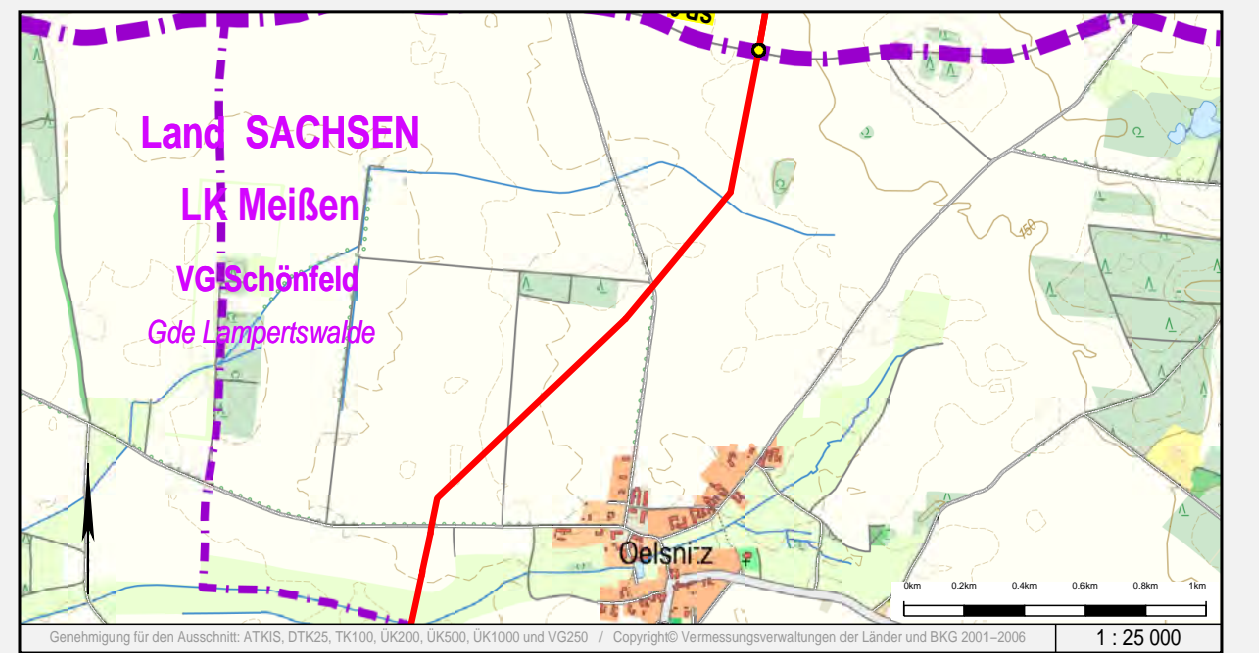 Land SACHSEN
LK Meißen
VG Schönfeld
Gde Lampertswalde
150
Oelsnitz
0km 0.2km 0.4km 0.6km 0.8km 1km
Genehmigung für den Ausschnitt: ATKIS, DTK25, TK100, ÜK200, ÜK500, ÜK1000 und VG250 / Copyright© Vermessungsverwaltungen der Länder und BKG 2001–2006
1 : 25 000